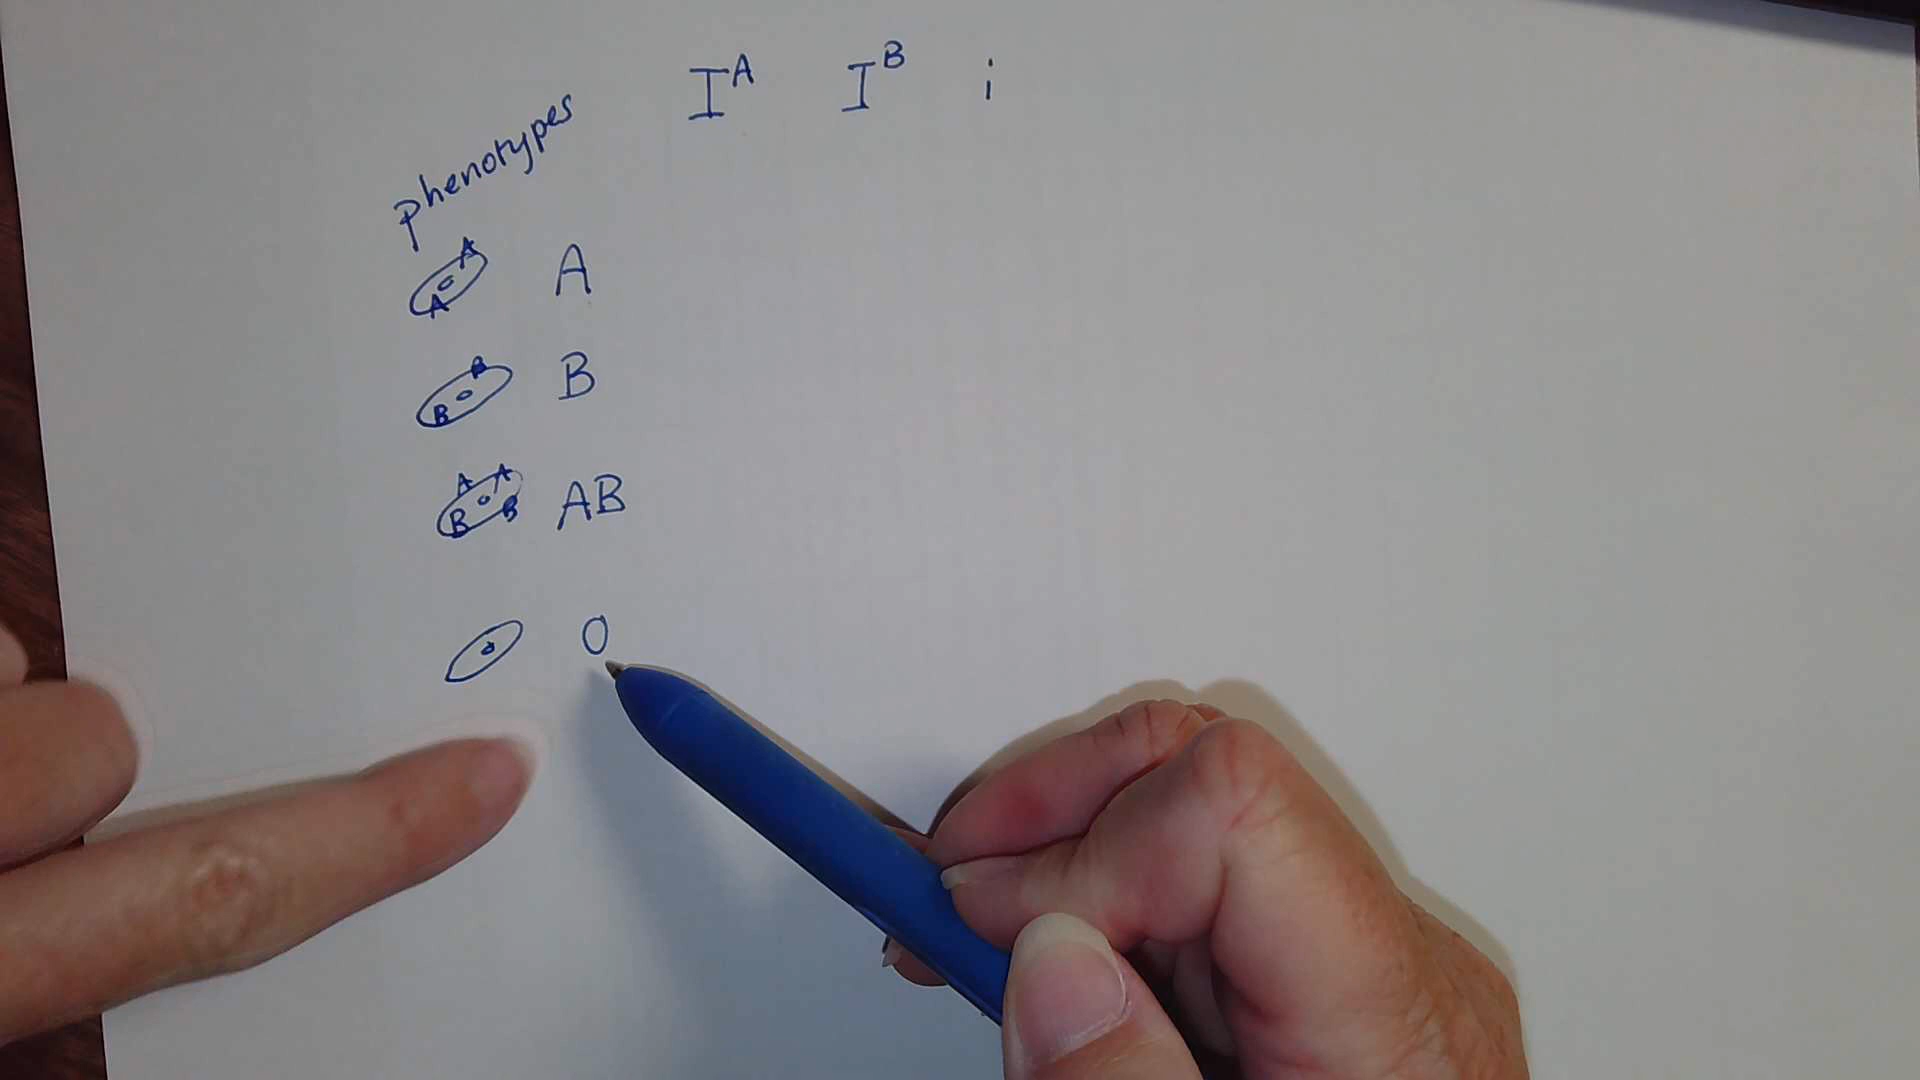 I^A I^B i
phenotypes
A
A A
B
B B
A A
B B AB
O